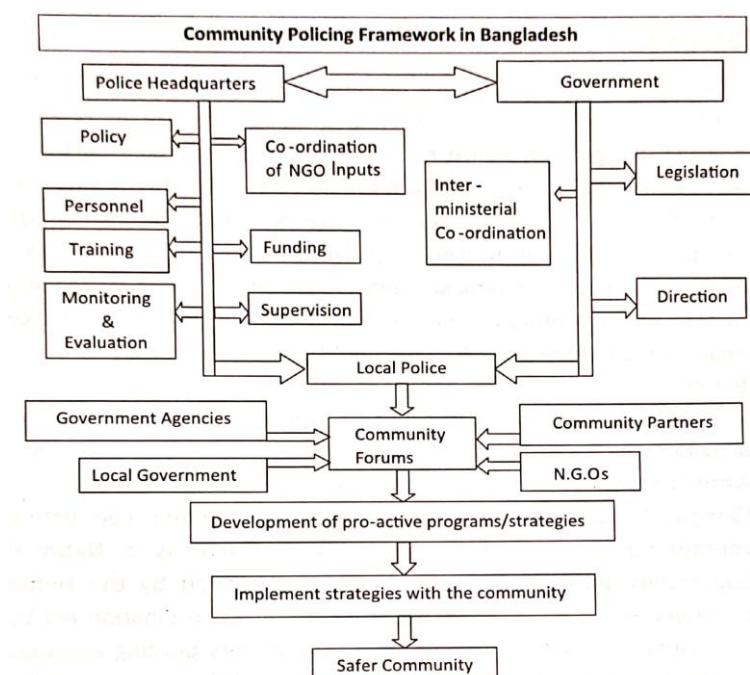 Community Policing Framework in Bangladesh
Police Headquarters
Government
Policy
Co-ordination
of NGO Inputs
Personnel
Training
Funding
Monitoring
&
Evaluation
Supervision
Inter -
ministerial
Co-ordination
Legislation
Direction
Local Police
Government Agencies
Local Government
Community
Forums
Community Partners
N.G.Os
Development of pro-active programs/strategies
Implement strategies with the community
Safer Community